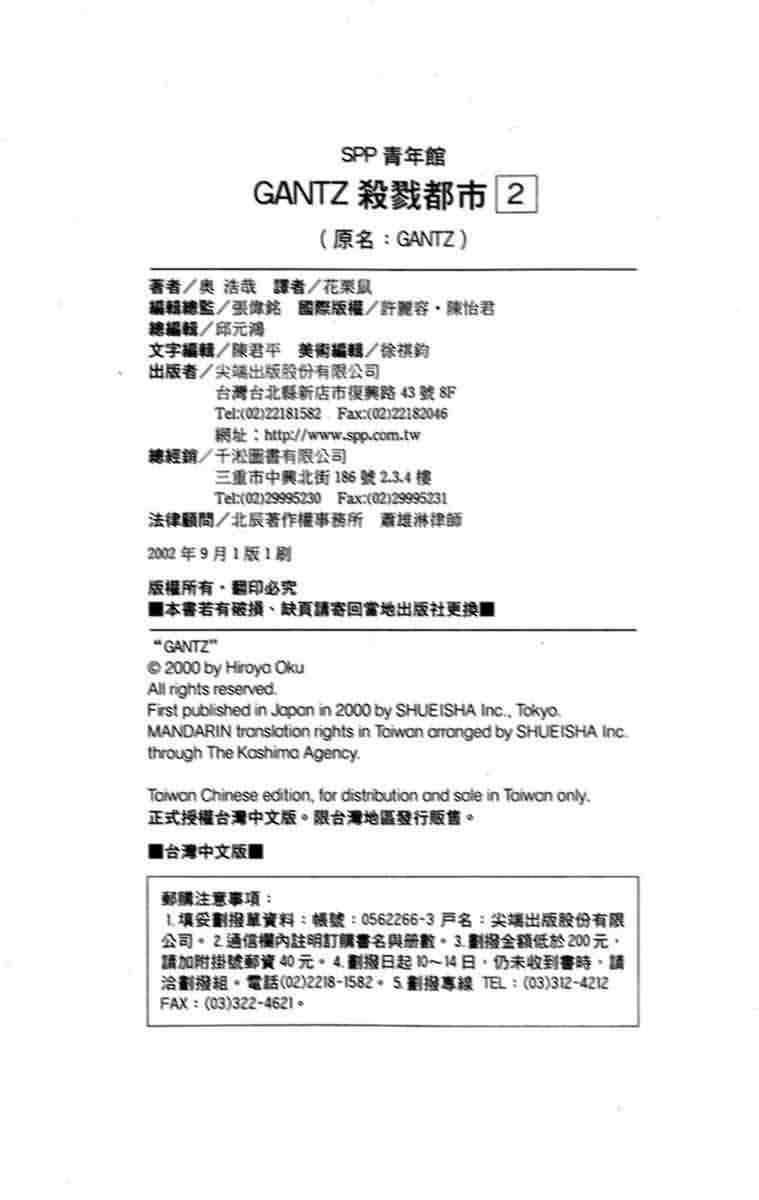 SPP 青年館
GANTZ 殺戮都市 2
(原名：GANTZ)
著者／奥 浩哉 譯者／花栗鼠
編輯總監／張偉銘 國際版權／許麗容・陳怡君
總編輯／邱元鴻
文字編輯／陳君平 美術編輯／徐祺鈞
出版者／尖端出版股份有限公司
台灣台北縣新店市復興路 43 號 8F
Tel:(02)22181582 Fax:(02)22182046
網址：http://www.spp.com.tw
總經銷／千淞圖書有限公司
三重市中興北街 186 號 2.3.4 樓
Tel:(02)29995230 Fax:(02)29995231
法律顧問／北辰著作權事務所 蕭雄淋律師
2002 年 9 月 1 版 1 刷
版權所有・翻印必究
■本書若有破損、缺頁請寄回當地出版社更換■
“GANTZ”
© 2000 by Hiroya Oku
All rights reserved.
First published in Japan in 2000 by SHUEISHA Inc., Tokyo.
MANDARIN translation rights in Taiwan arranged by SHUEISHA Inc.
through The Kashima Agency.
Taiwan Chinese edition, for distribution and sale in Taiwan only.
正式授權台灣中文版。限台灣地區發行販售。
■台灣中文版■
郵購注意事項：
1.填妥劃撥單資料：帳號：0562266-3 戶名：尖端出版股份有限
公司。2.通信欄內註明訂購書名與冊數。3.劃撥金額低於200元，
請加附掛號郵資 40 元。4.劃撥日起 10～14 日，仍未收到書時，請
洽劃撥組。電話(02)2218-1582。5.劃撥專線 TEL：(03)312-4212
FAX：(03)322-4621。